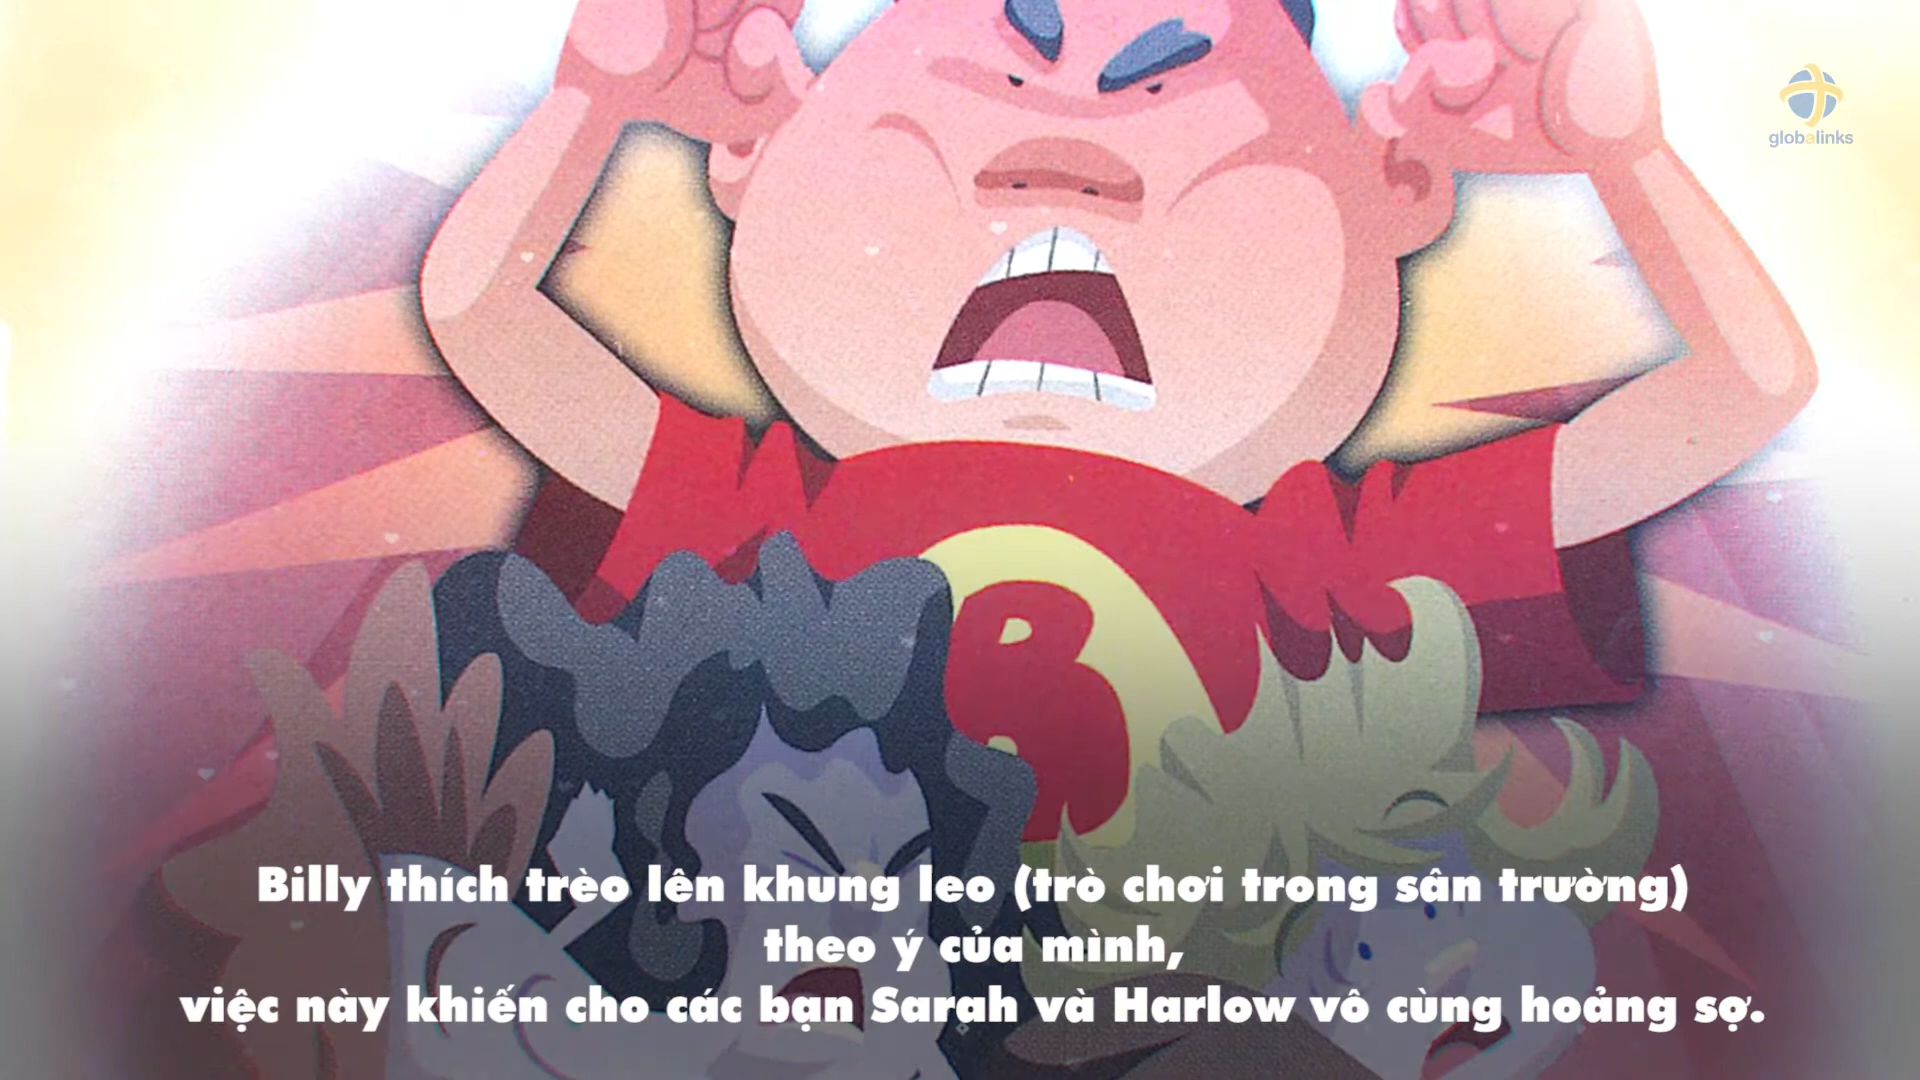 globalinks
B
Billy thích trèo lên khung leo (trò chơi trong sân trường)
theo ý của mình,
việc này khiến cho các bạn Sarah và Harlow vô cùng hoảng sợ.